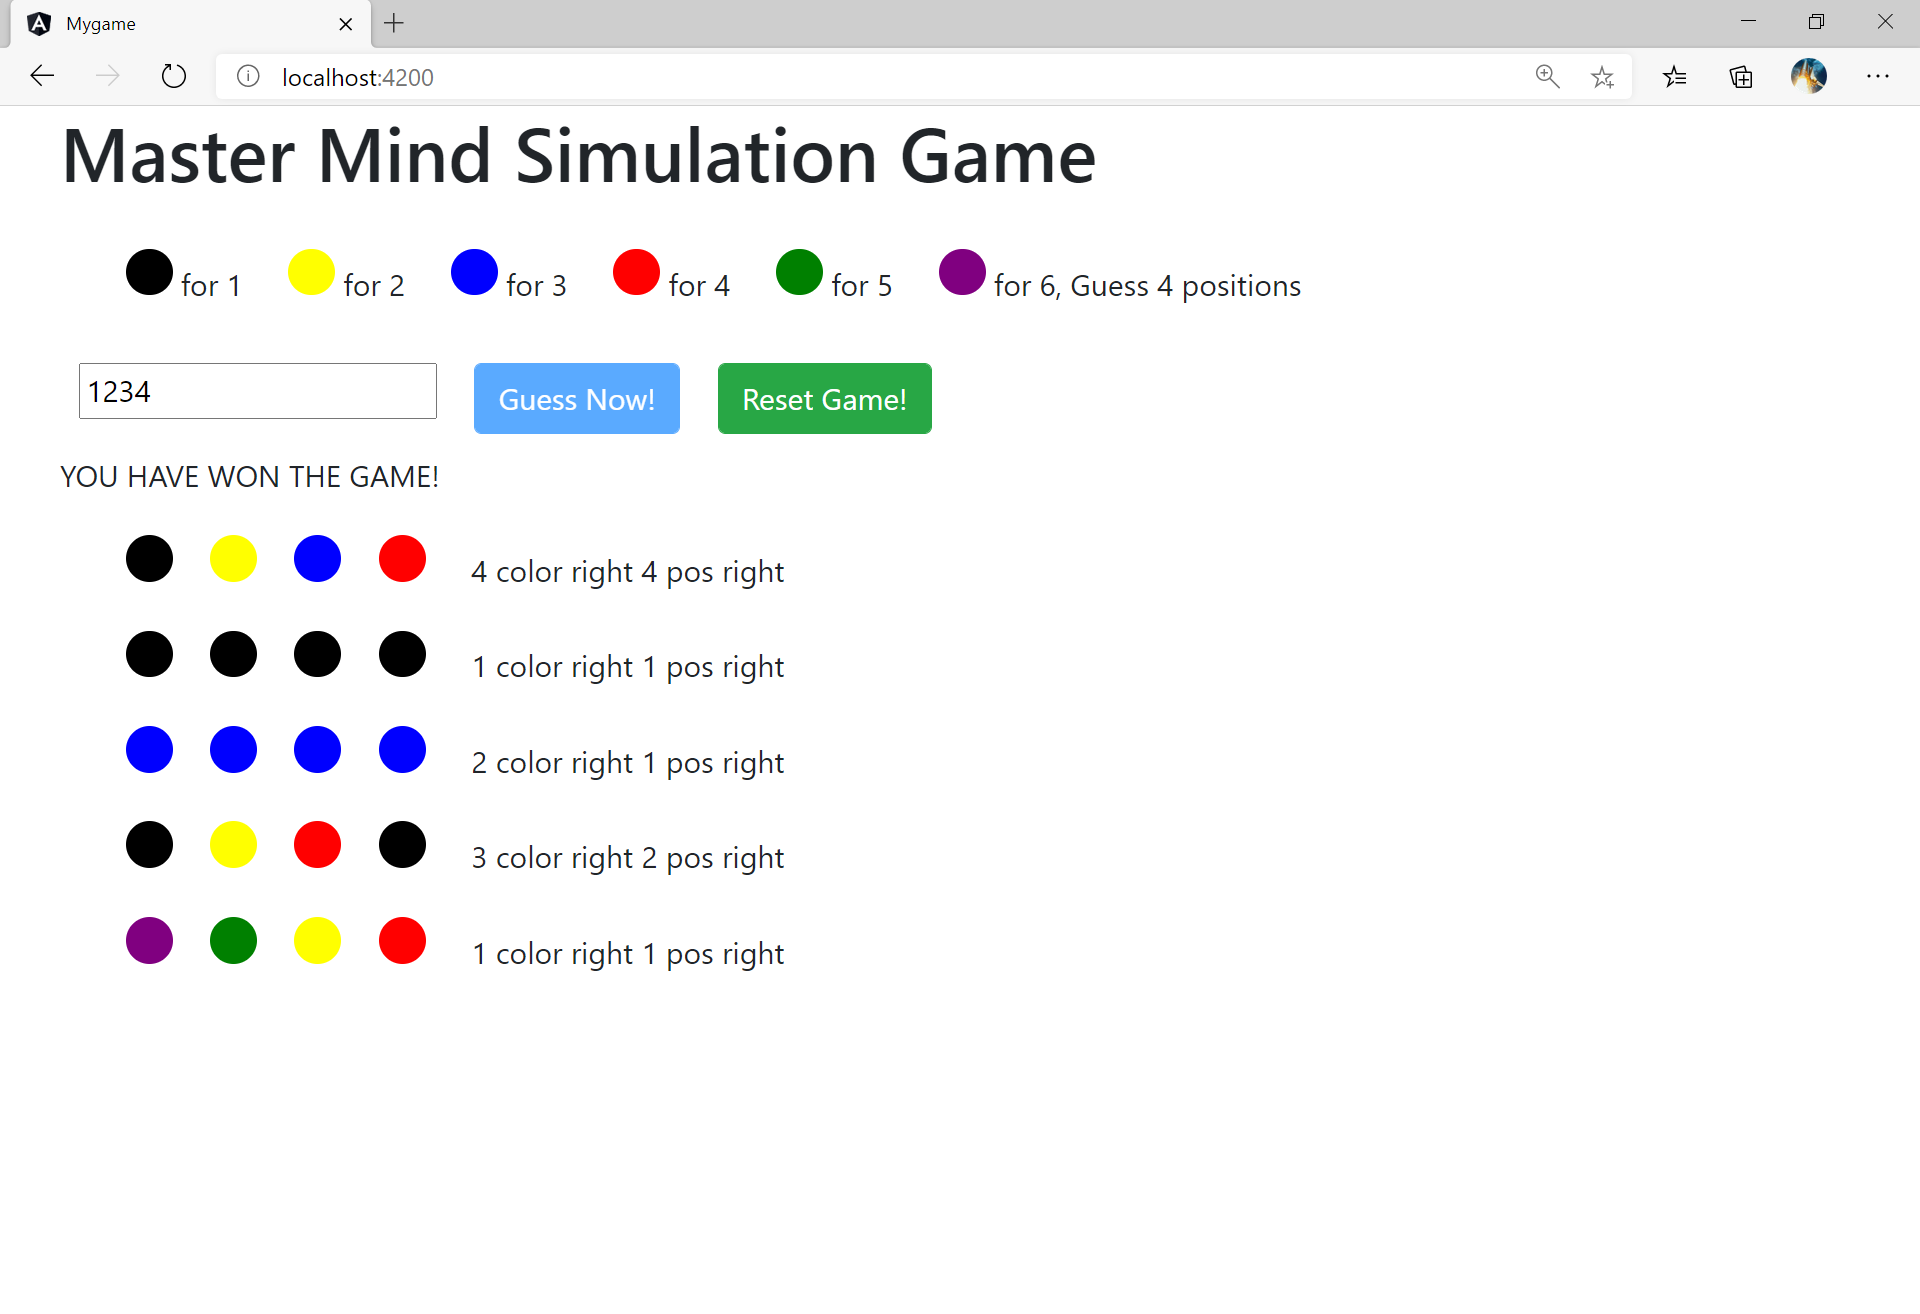 Mygame
localhost:4200
Master Mind Simulation Game
for 1 for 2 for 3 for 4 for 5 for 6, Guess 4 positions
1234 Guess Now! Reset Game!
YOU HAVE WON THE GAME!
4 color right 4 pos right
1 color right 1 pos right
2 color right 1 pos right
3 color right 2 pos right
1 color right 1 pos right